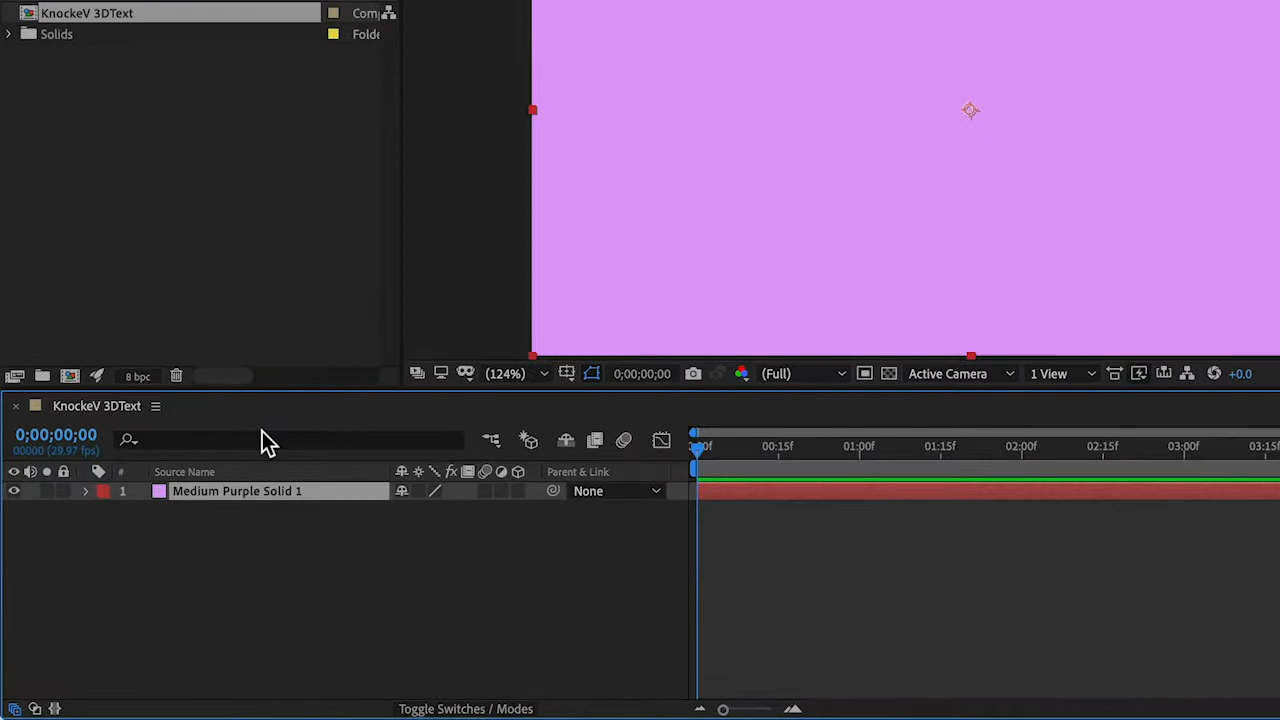 KnockeV 3DText Com
Solids Folde
8 bpc
(124%) 0;00;00;00 (Full) Active Camera 1 View +0.0
KnockeV 3DText
0;00;00;00
00000 (29.97 fps)
:00f 00:15f 01:00f 01:15f 02:00f 02:15f 03:00f 03:15f
# Source Name fx Parent & Link
1 Medium Purple Solid 1 None
Toggle Switches / Modes